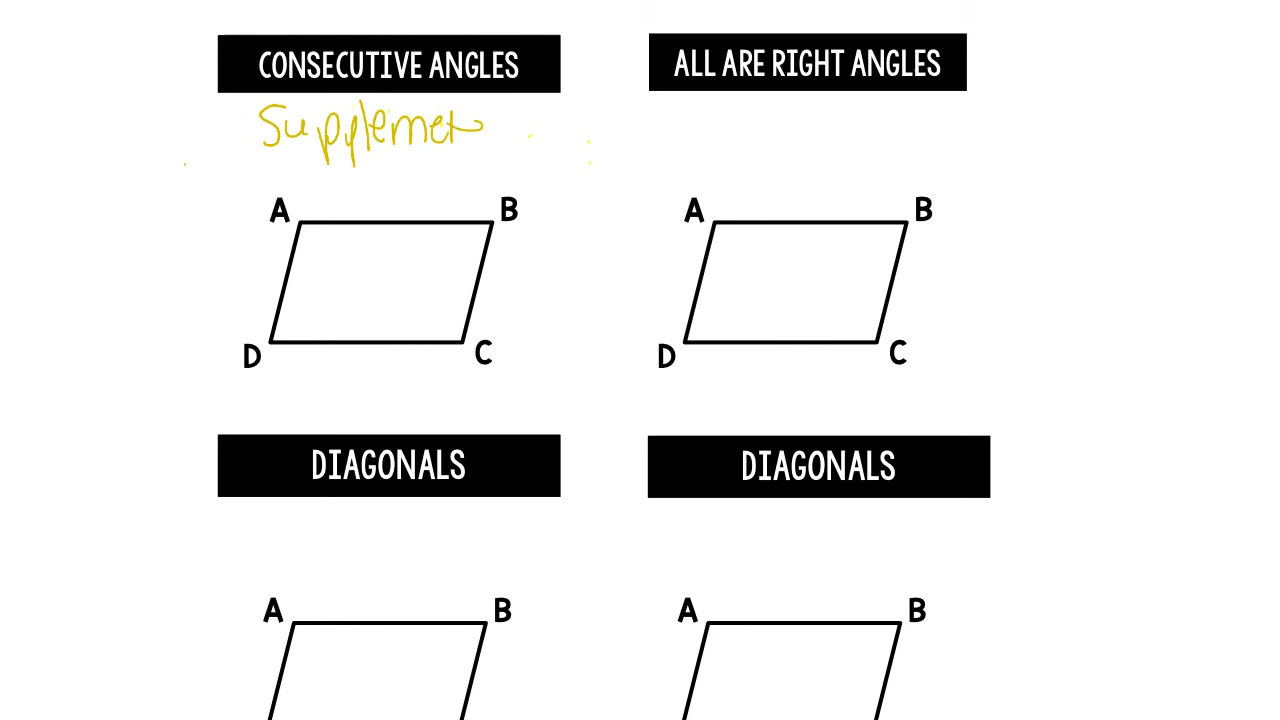 CONSECUTIVE ANGLES
ALL ARE RIGHT ANGLES
Supplemet
A B
D C
A B
D C
DIAGONALS
DIAGONALS
A B
A B